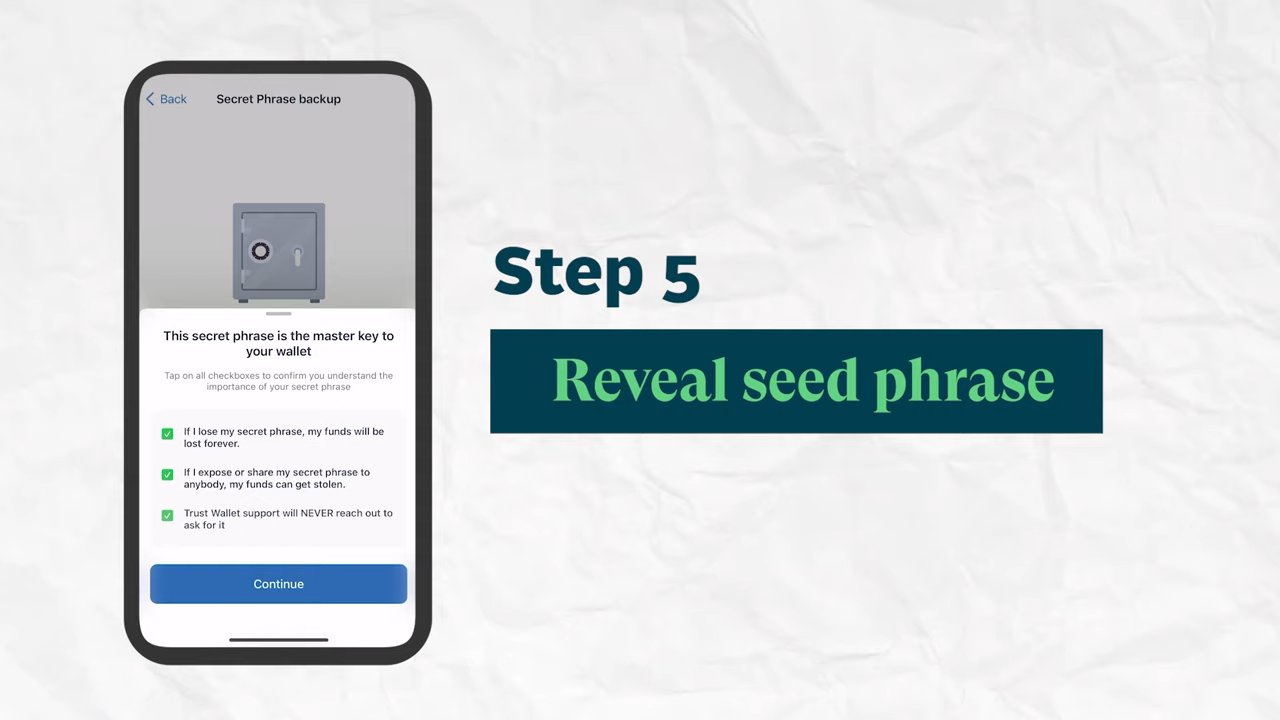 Back
Secret Phrase backup
This secret phrase is the master key to
your wallet
Tap on all checkboxes to confirm you understand the
importance of your secret phrase
If I lose my secret phrase, my funds will be
lost forever.
If I expose or share my secret phrase to
anybody, my funds can get stolen.
Trust Wallet support will NEVER reach out to
ask for it
Continue
Step 5
Reveal seed phrase